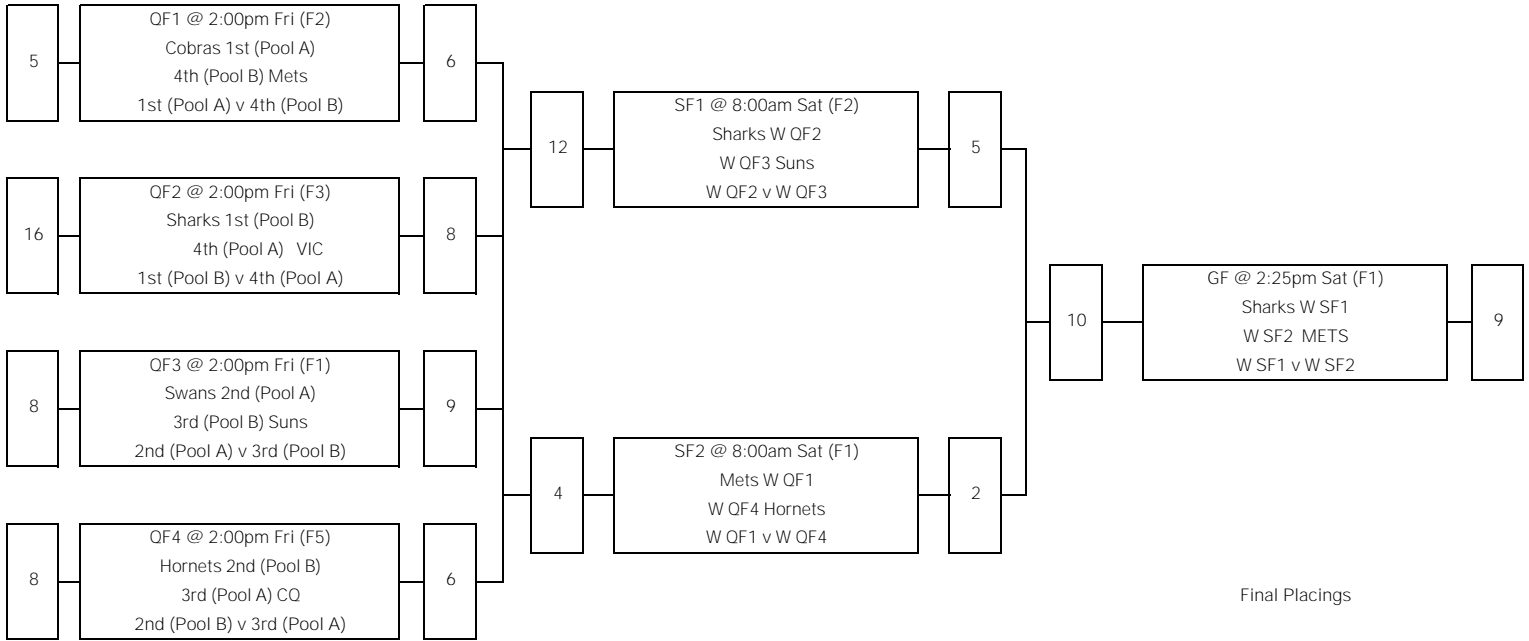 5
QF1 @ 2:00pm Fri (F2)
Cobras 1st (Pool A)
4th (Pool B) Mets
1st (Pool A) v 4th (Pool B)
6
16
QF2 @ 2:00pm Fri (F3)
Sharks 1st (Pool B)
4th (Pool A) VIC
1st (Pool B) v 4th (Pool A)
8
8
QF3 @ 2:00pm Fri (F1)
Swans 2nd (Pool A)
3rd (Pool B) Suns
2nd (Pool A) v 3rd (Pool B)
9
8
QF4 @ 2:00pm Fri (F5)
Hornets 2nd (Pool B)
3rd (Pool A) CQ
2nd (Pool B) v 3rd (Pool A)
6
12
SF1 @ 8:00am Sat (F2)
Sharks W QF2
W QF3 Suns
W QF2 v W QF3
5
4
SF2 @ 8:00am Sat (F1)
Mets W QF1
W QF4 Hornets
W QF1 v W QF4
2
10
GF @ 2:25pm Sat (F1)
Sharks W SF1
W SF2 METS
W SF1 v W SF2
9
Final Placings